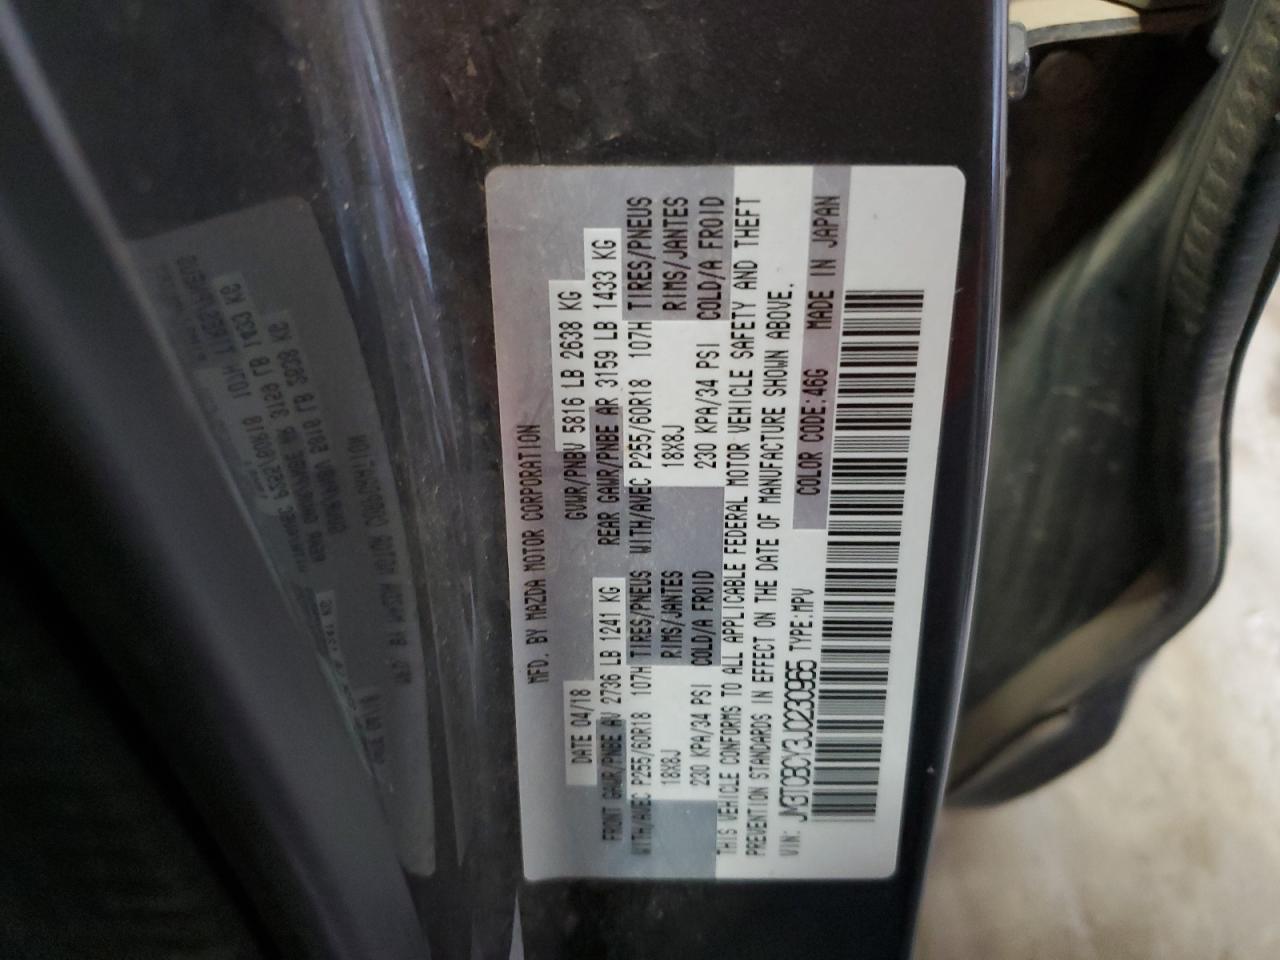 MFD. BY MAZDA MOTOR CORPORATION
DATE 04/18 GVWR/PNBV 5816 LB 2638 KG
FRONT GAWR/PNBE AV 2736 LB 1241 KG REAR GAWR/PNBE AR 3159 LB 1433 KG
WITH/AVEC P255/60R18 107H TIRES/PNEUS WITH/AVEC P255/60R18 107H TIRES/PNEUS
18X8J RIMS/JANTES 18X8J RIMS/JANTES
230 KPA/34 PSI COLD/A FROID 230 KPA/34 PSI COLD/A FROID
THIS VEHICLE CONFORMS TO ALL APPLICABLE FEDERAL MOTOR VEHICLE SAFETY AND THEFT
PREVENTION STANDARDS IN EFFECT ON THE DATE OF MANUFACTURE SHOWN ABOVE.
VIN: JM3TCBCY3J0230965 TYPE:MPV COLOR CODE:46G MADE IN JAPAN